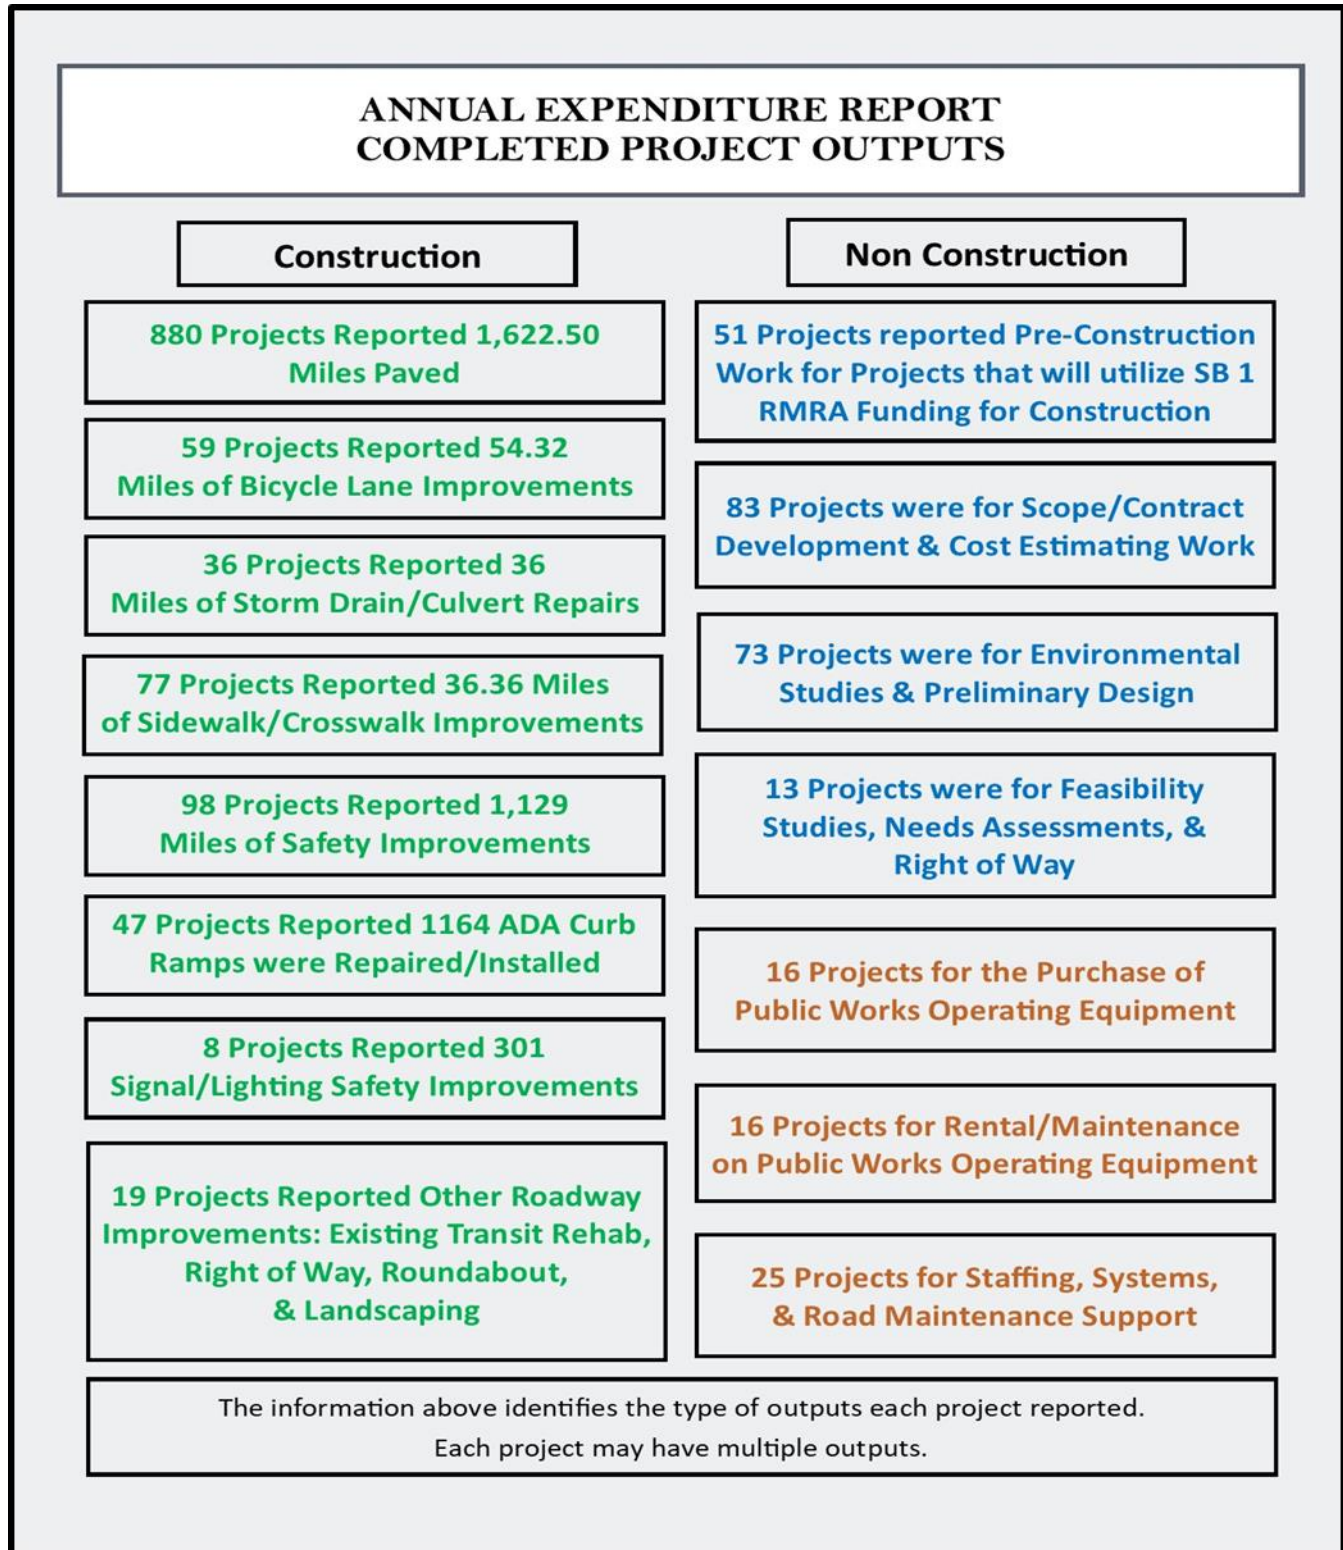 ANNUAL EXPENDITURE REPORT
COMPLETED PROJECT OUTPUTS
Construction
880 Projects Reported 1,622.50
Miles Paved
59 Projects Reported 54.32
Miles of Bicycle Lane Improvements
36 Projects Reported 36
Miles of Storm Drain/Culvert Repairs
77 Projects Reported 36.36 Miles
of Sidewalk/Crosswalk Improvements
98 Projects Reported 1,129
Miles of Safety Improvements
47 Projects Reported 1164 ADA Curb
Ramps were Repaired/Installed
8 Projects Reported 301
Signal/Lighting Safety Improvements
19 Projects Reported Other Roadway
Improvements: Existing Transit Rehab,
Right of Way, Roundabout,
& Landscaping
Non Construction
51 Projects reported Pre-Construction
Work for Projects that will utilize SB 1
RMRA Funding for Construction
83 Projects were for Scope/Contract
Development & Cost Estimating Work
73 Projects were for Environmental
Studies & Preliminary Design
13 Projects were for Feasibility
Studies, Needs Assessments, &
Right of Way
16 Projects for the Purchase of
Public Works Operating Equipment
16 Projects for Rental/Maintenance
on Public Works Operating Equipment
25 Projects for Staffing, Systems,
& Road Maintenance Support
The information above identifies the type of outputs each project reported.
Each project may have multiple outputs.